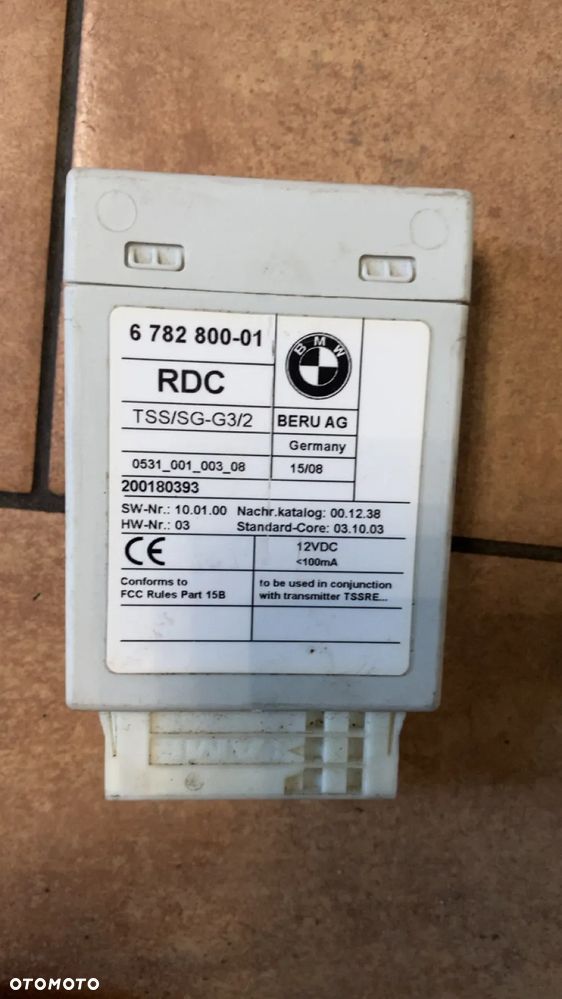 6 782 800-01
BMW
RDC
TSS/SG-G3/2
BERU AG
Germany
0531_001_003_08
15/08
200180393
SW-Nr.: 10.01.00 Nachr.katalog: 00.12.38
HW-Nr.: 03 Standard-Core: 03.10.03
CE
12VDC
<100mA
Conforms to
FCC Rules Part 15B
to be used in conjunction
with transmitter TSSRE...
OTOMOTO